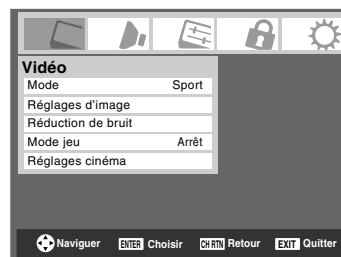 Vidéo
Mode Sport
Réglages d'image
Réduction de bruit
Mode jeu Arrêt
Réglages cinéma
Naviguer ENTER Choisir CH RTN Retour EXIT Quitter